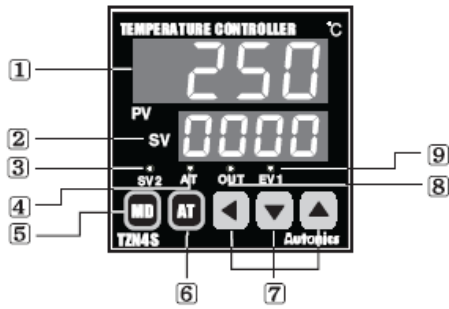 TEMPERATURE CONTROLLER °C
1 250
PV
2 SV 0000
3 9
SV2 AT OUT EV1
4 8
5 MD AT
TZN4S Autonics
6 7